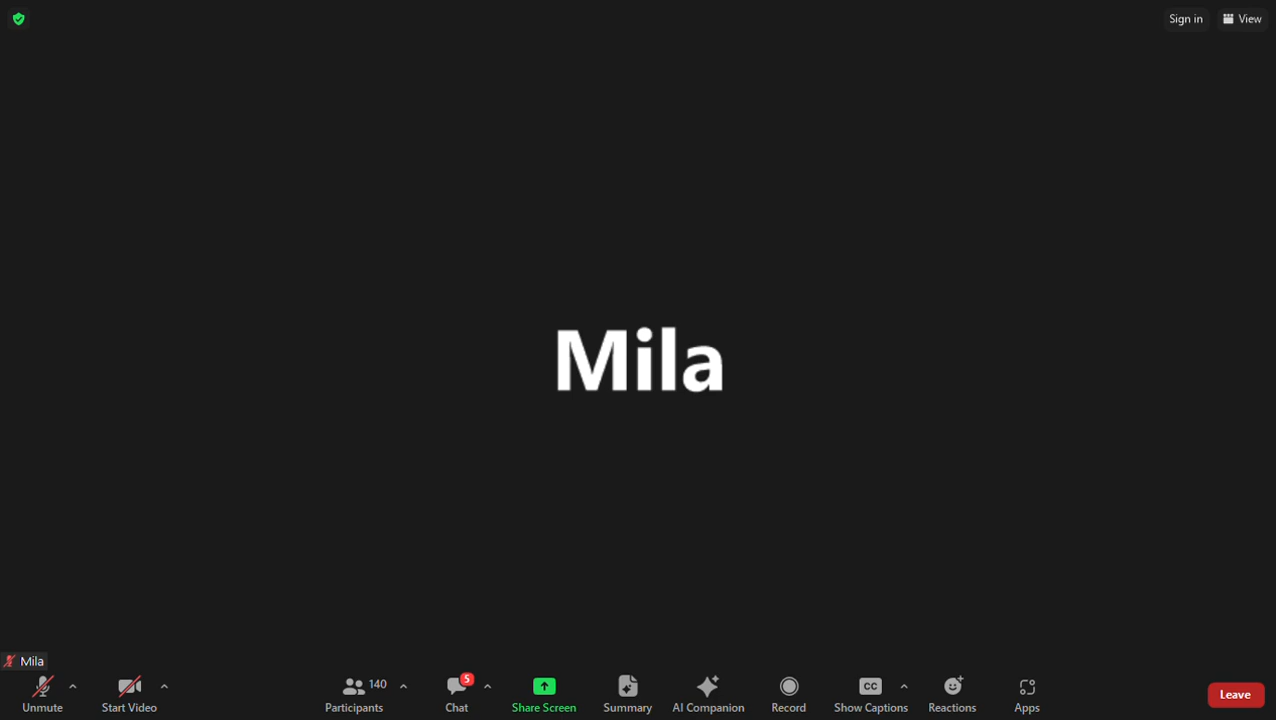 Sign in View
Mila
Mila
140 5
Unmute Start Video Participants Chat Share Screen Summary AI Companion Record Show Captions Reactions Apps Leave
CC